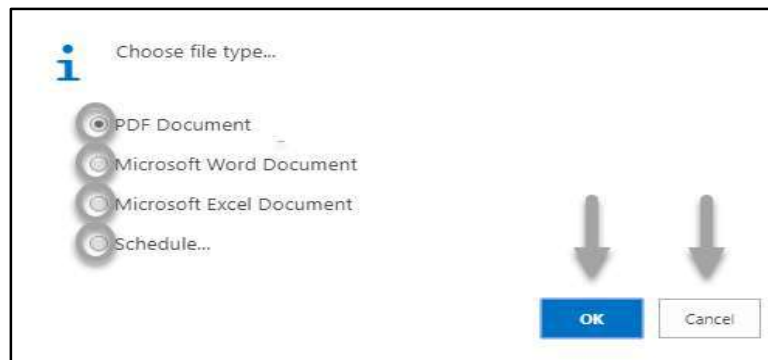 Choose file type...
PDF Document
Microsoft Word Document
Microsoft Excel Document
Schedule...
OK
Cancel